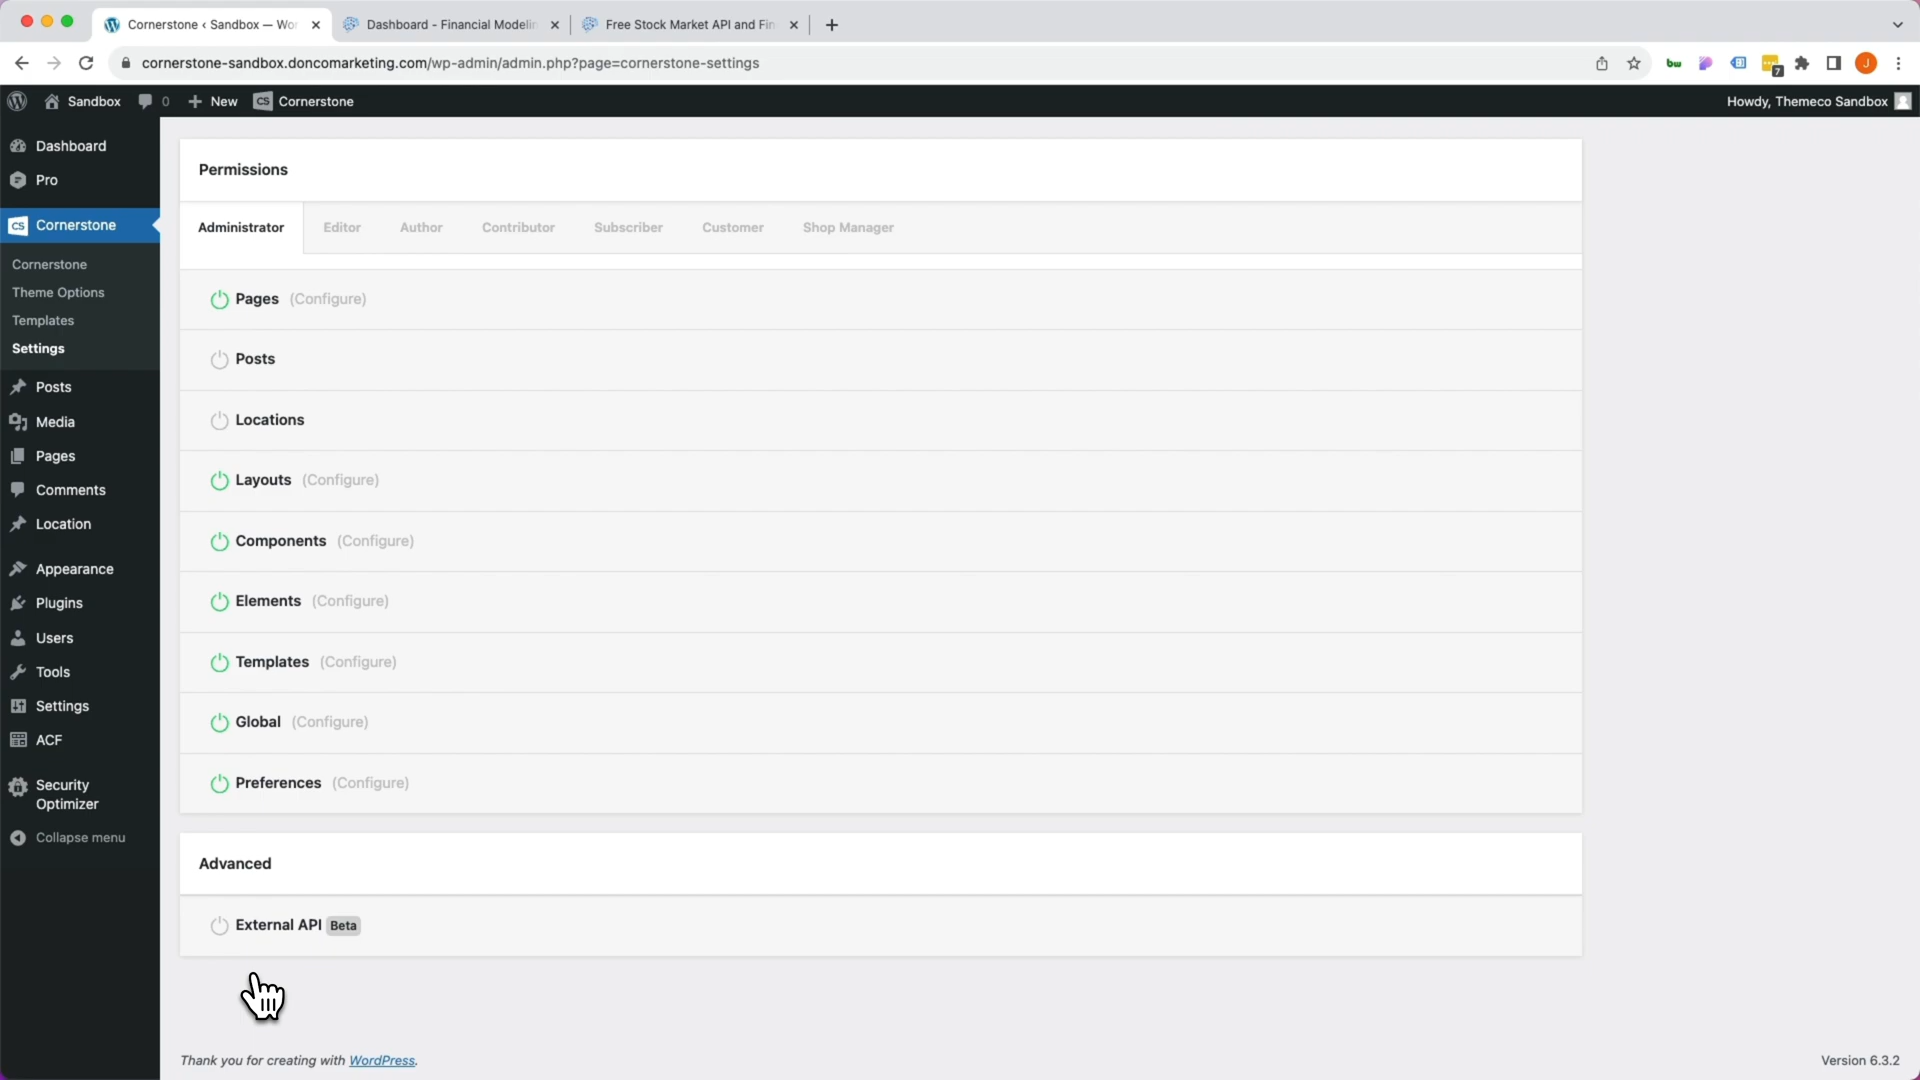 Cornerstone ‹ Sandbox — Wor
Dashboard - Financial Modelin
Free Stock Market API and Fin
cornerstone-sandbox.doncomarketing.com/wp-admin/admin.php?page=cornerstone-settings
bw
7
J
Sandbox
0
New
CS
Cornerstone
Howdy, Themeco Sandbox
Dashboard
Pro
CS
Cornerstone
Cornerstone
Theme Options
Templates
Settings
Posts
Media
Pages
Comments
Location
Appearance
Plugins
Users
Tools
Settings
ACF
Security
Optimizer
Collapse menu
Permissions
Administrator
Editor
Author
Contributor
Subscriber
Customer
Shop Manager
Pages (Configure)
Posts
Locations
Layouts (Configure)
Components (Configure)
Elements (Configure)
Templates (Configure)
Global (Configure)
Preferences (Configure)
Advanced
External API Beta
Thank you for creating with WordPress.
Version 6.3.2